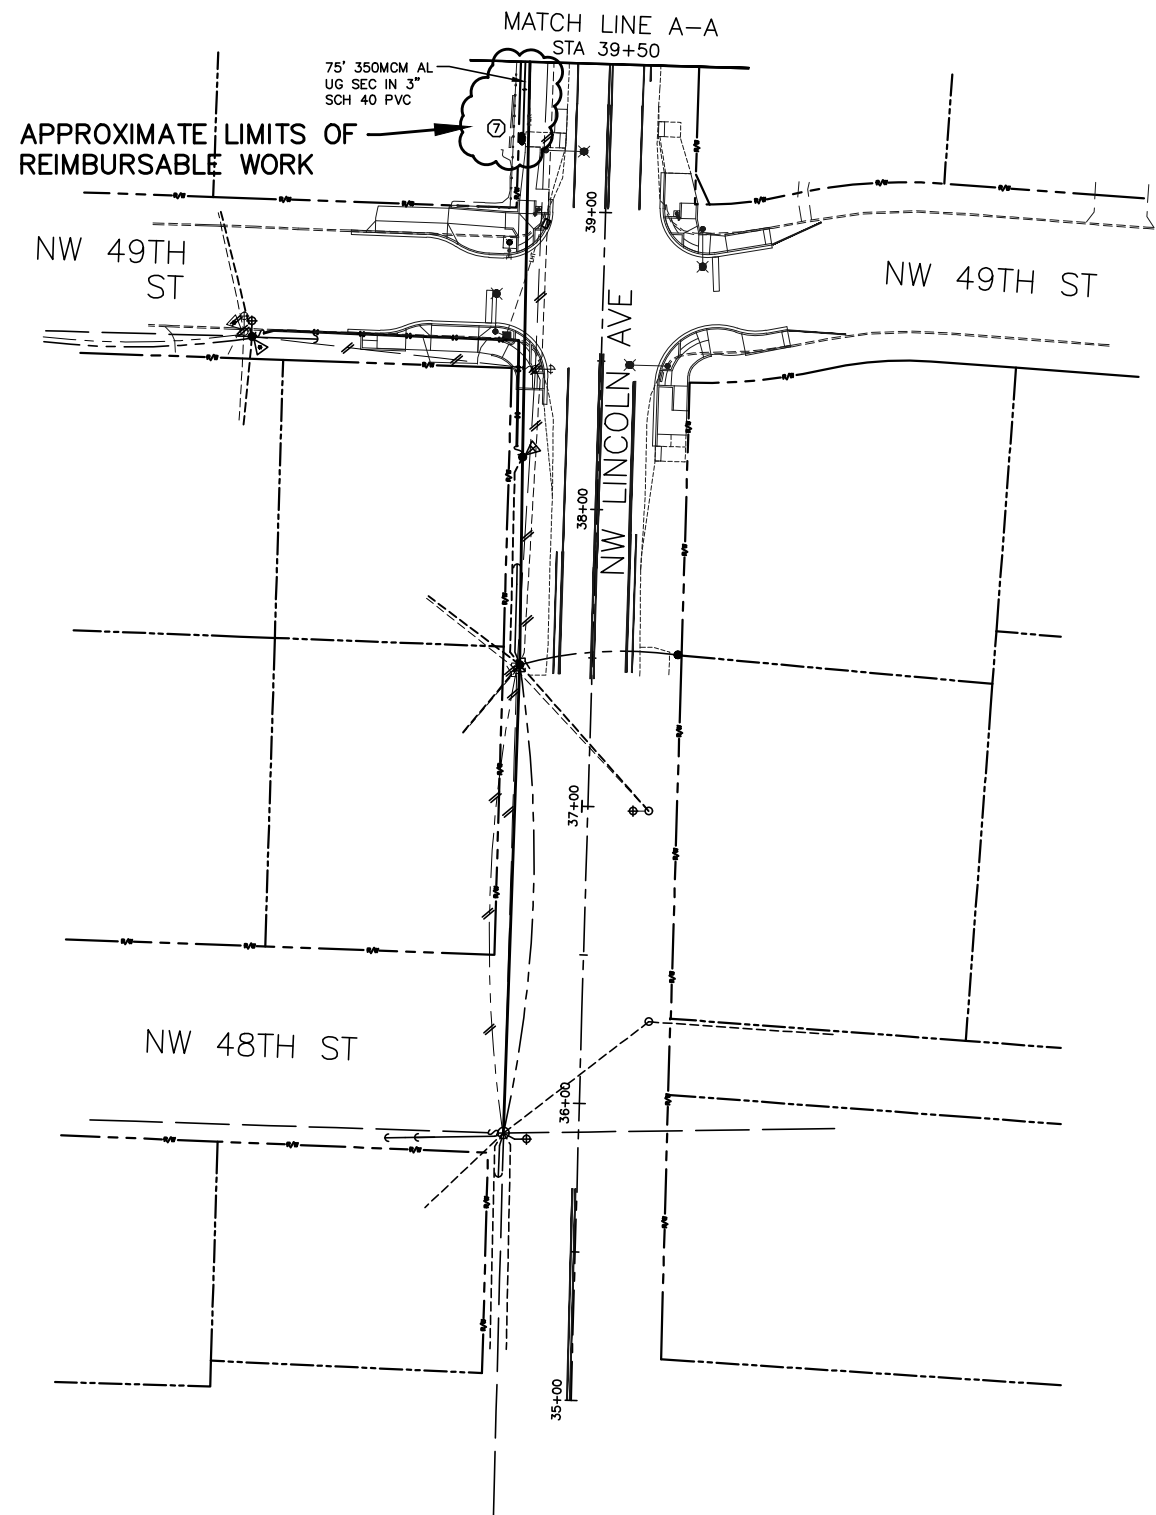 MATCH LINE A-A
STA 39+50
75' 350MCM AL
UG SEC IN 3"
SCH 40 PVC
7
APPROXIMATE LIMITS OF
REIMBURSABLE WORK
39+00
NW 49TH
ST
NW 49TH ST
NW LINCOLN AVE
38+00
37+00
NW 48TH ST
36+00
35+00